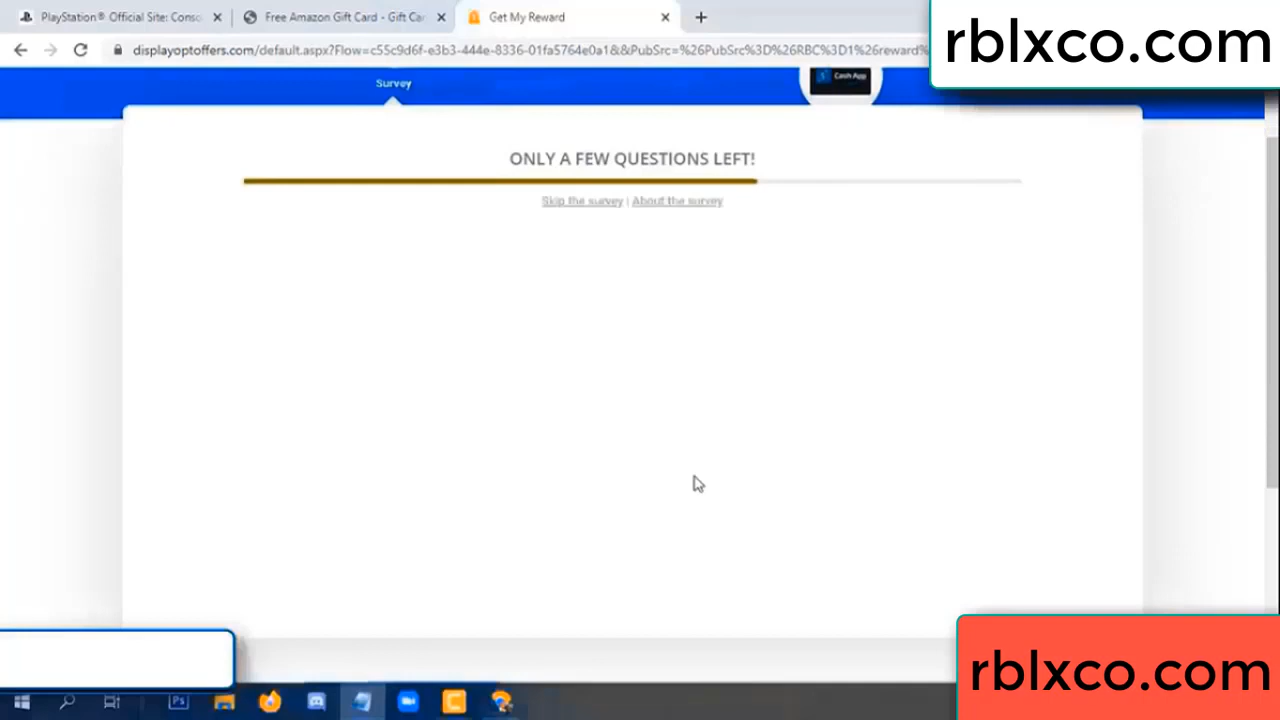 PlayStation® Official Site: Conso
Free Amazon Gift Card - Gift Car
Get My Reward
rblxco.com
displayoptoffers.com/default.aspx?Flow=c55c9d6f-e3b3-444e-8336-01fa5764e0a1&&PubSrc=%26PubSrc%3D%26RBC%3D1%26reward%
Survey
Cash App
ONLY A FEW QUESTIONS LEFT!
Skip the survey | About the survey
rblxco.com
Ps